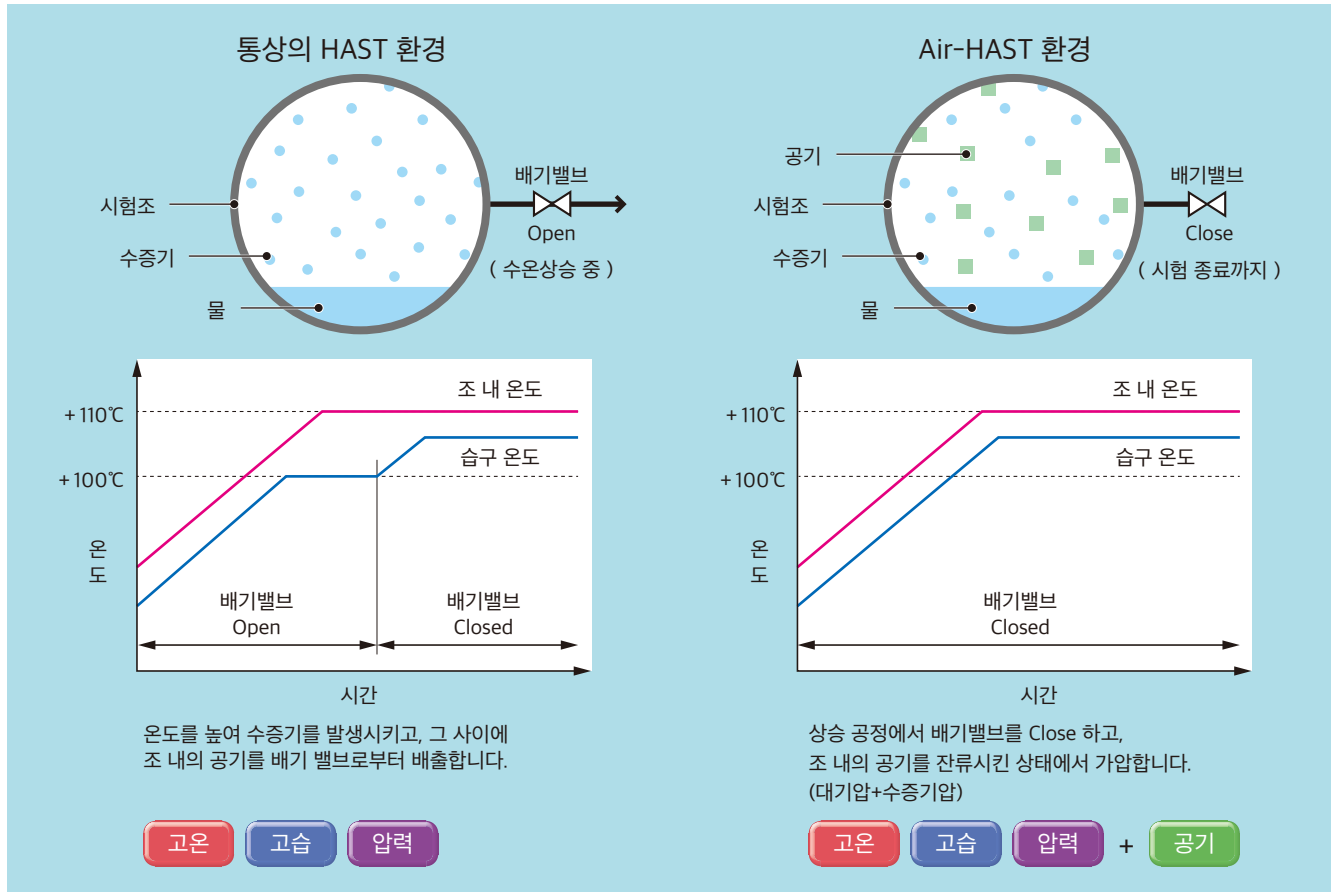 통상의 HAST 환경
시험조
수증기
물
배기밸브
Open
( 수온상승 중 )
+110℃
+100℃
온
도
조 내 온도
습구 온도
배기밸브
Open
배기밸브
Closed
시간
온도를 높여 수증기를 발생시키고, 그 사이에
조 내의 공기를 배기 밸브로부터 배출합니다.
고온 고습 압력
Air-HAST 환경
공기
시험조
수증기
물
배기밸브
Close
( 시험 종료까지 )
+110℃
+100℃
온
도
조 내 온도
습구 온도
배기밸브
Closed
시간
상승 공정에서 배기밸브를 Close 하고,
조 내의 공기를 잔류시킨 상태에서 가압합니다.
(대기압+수증기압)
고온 고습 압력 + 공기